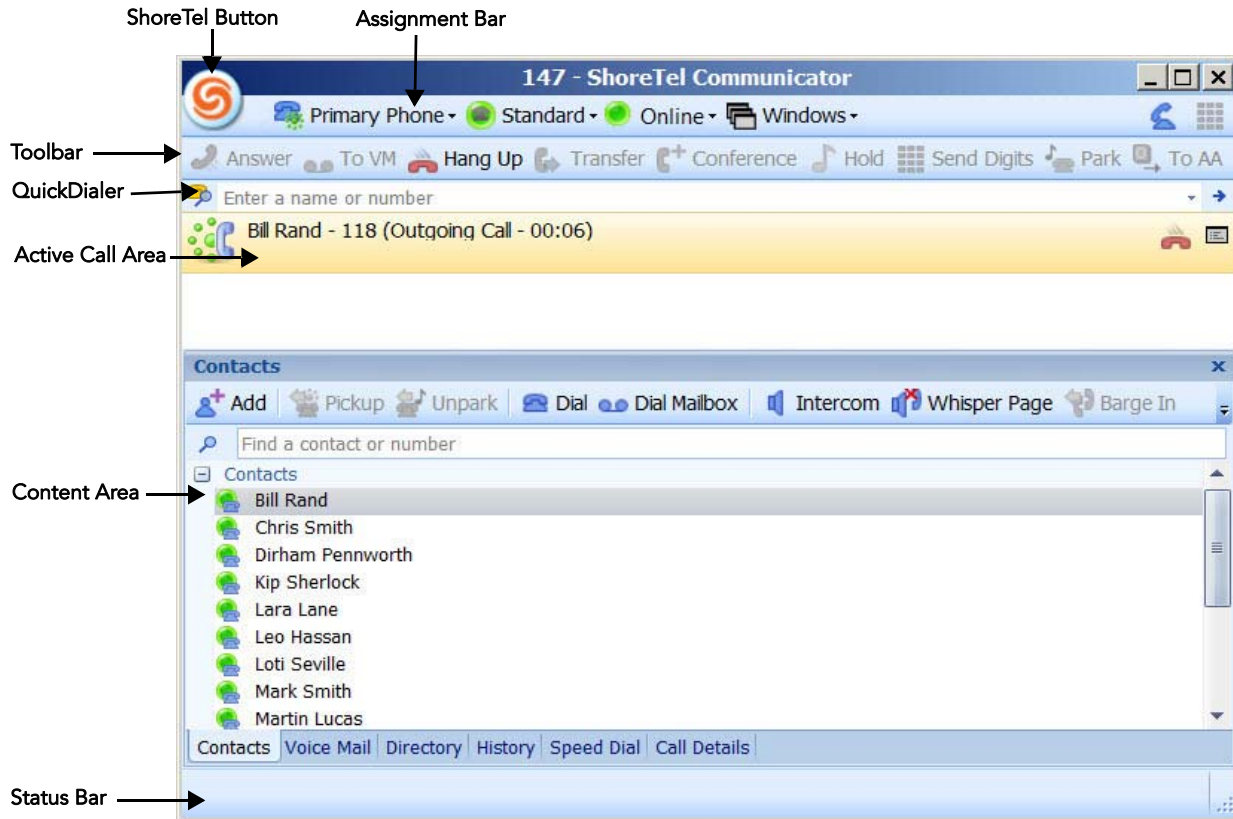 ShoreTel Button
Assignment Bar
147 - ShoreTel Communicator
Primary Phone Standard Online Windows
Toolbar
Answer To VM Hang Up Transfer Conference Hold Send Digits Park To AA
QuickDialer
Enter a name or number
Bill Rand - 118 (Outgoing Call - 00:06)
Active Call Area
Contacts
Add Pickup Unpark Dial Dial Mailbox Intercom Whisper Page Barge In
Find a contact or number
Contacts
Content Area
Bill Rand
Chris Smith
Dirham Pennworth
Kip Sherlock
Lara Lane
Leo Hassan
Loti Seville
Mark Smith
Martin Lucas
Contacts Voice Mail Directory History Speed Dial Call Details
Status Bar